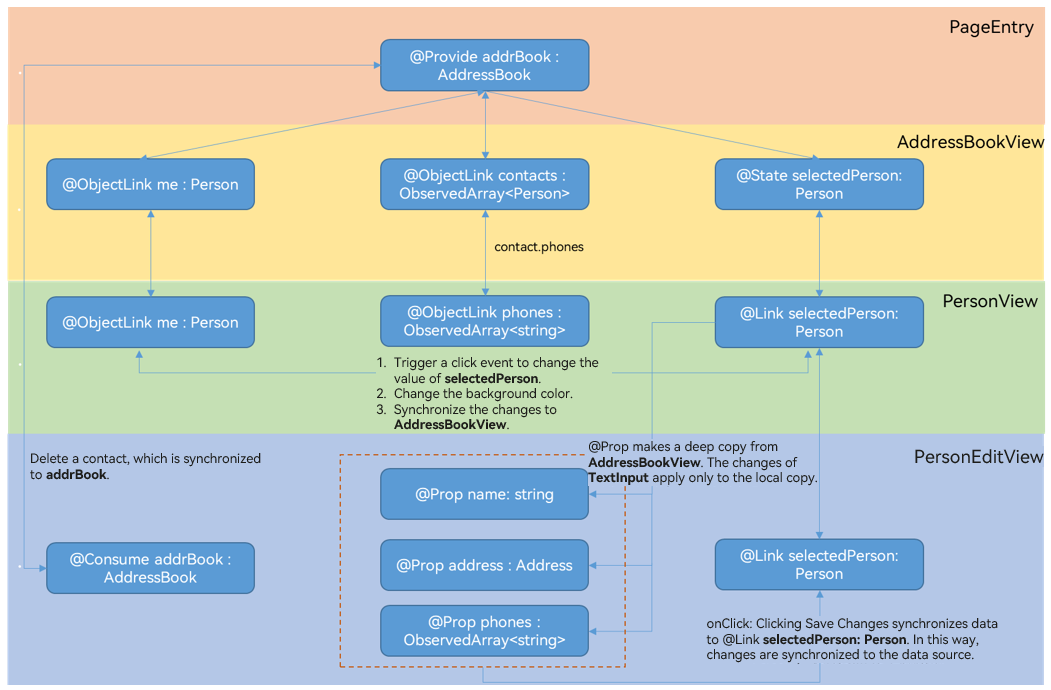 PageEntry
@Provide addrBook :
AddressBook
AddressBookView
@ObjectLink me : Person
@ObjectLink contacts :
ObservedArray<Person>
@State selectedPerson:
Person
contact.phones
PersonView
@ObjectLink me : Person
@ObjectLink phones :
ObservedArray<string>
@Link selectedPerson:
Person
1. Trigger a click event to change the
value of selectedPerson.
2. Change the background color.
3. Synchronize the changes to
AddressBookView.
PersonEditView
Delete a contact, which is synchronized
to addrBook.
@Prop makes a deep copy from
AddressBookView. The changes of
TextInput apply only to the local copy.
@Prop name: string
@Consume addrBook :
AddressBook
@Prop address : Address
@Link selectedPerson:
Person
@Prop phones :
ObservedArray<string>
onClick: Clicking Save Changes synchronizes data
to @Link selectedPerson: Person. In this way,
changes are synchronized to the data source.